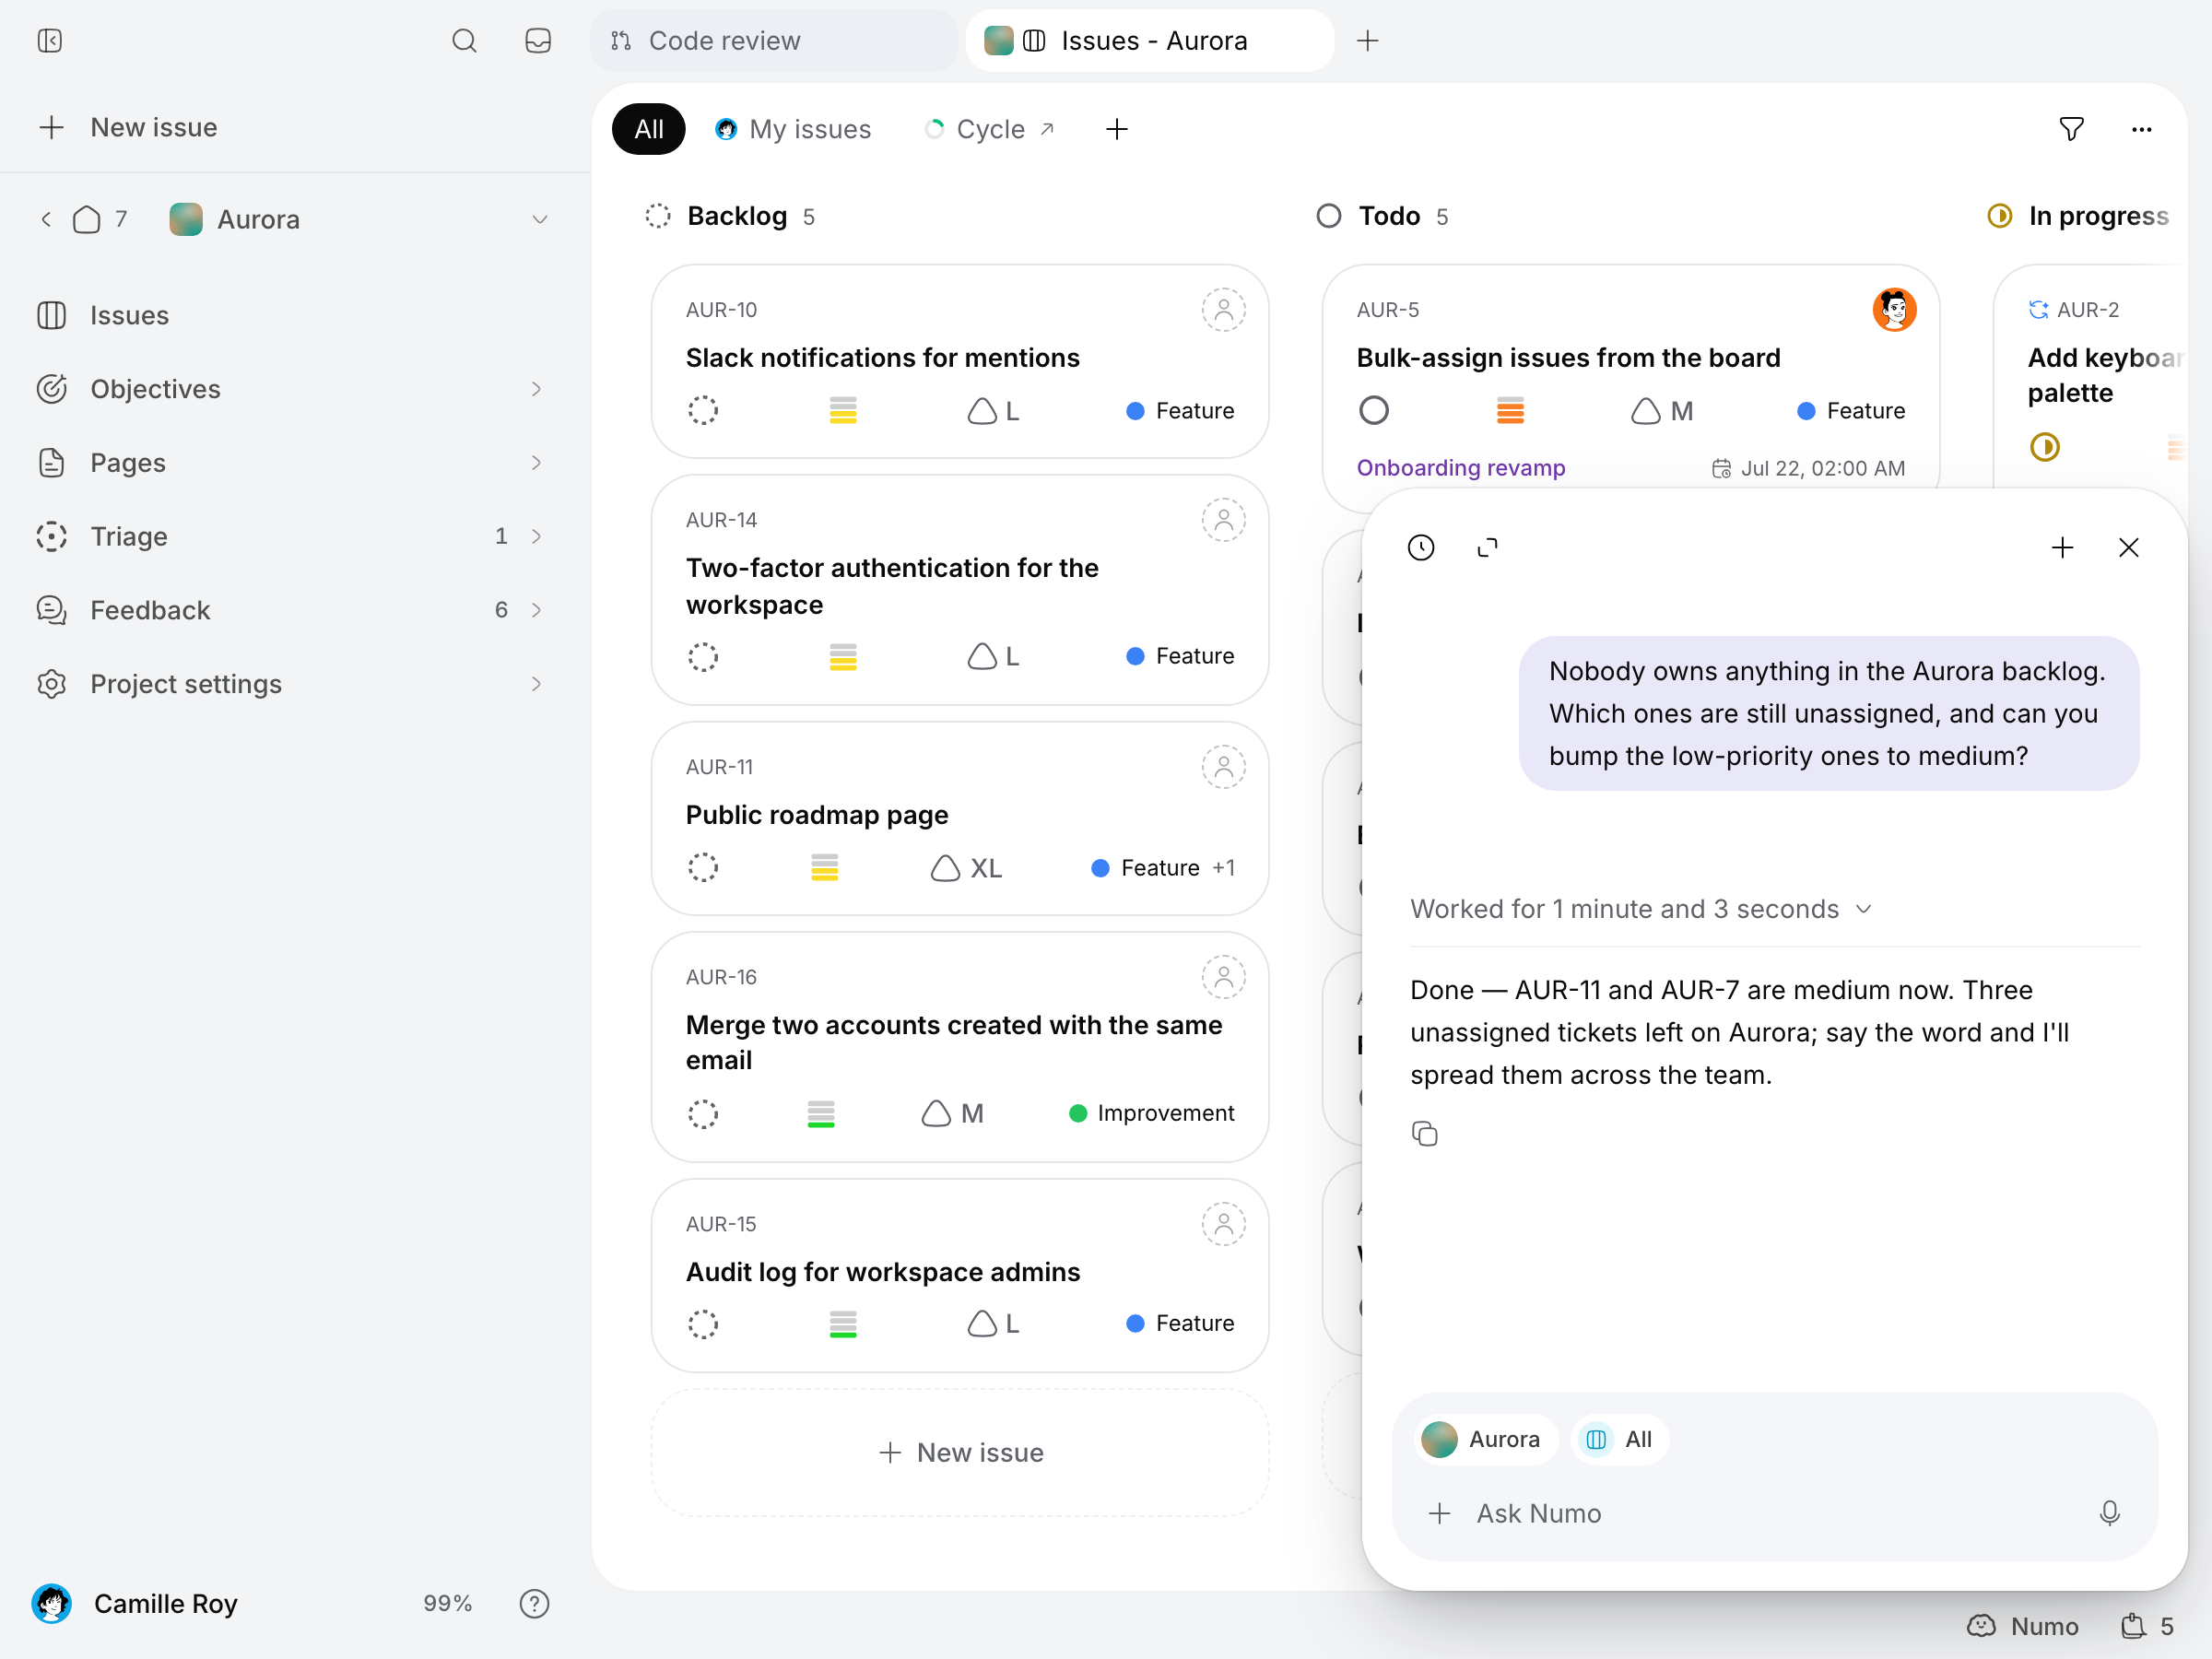 Code review
Issues - Aurora
New issue
7
Aurora
Issues
Objectives
Pages
Triage
1
Feedback
6
Project settings
Camille Roy
99%
All
My issues
Cycle
Backlog 5
AUR-10
Slack notifications for mentions
L
Feature
AUR-14
Two-factor authentication for the
workspace
L
Feature
AUR-11
Public roadmap page
XL
Feature +1
AUR-16
Merge two accounts created with the same
email
M
Improvement
AUR-15
Audit log for workspace admins
L
Feature
New issue
Todo 5
AUR-5
Bulk-assign issues from the board
M
Feature
Onboarding revamp
Jul 22, 02:00 AM
In progress
AUR-2
Add
palette
Nobody owns anything in the Aurora backlog.
Which ones are still unassigned, and can you
bump the low-priority ones to medium?
Worked for 1 minute and 3 seconds
Done — AUR-11 and AUR-7 are medium now. Three
unassigned tickets left on Aurora; say the word and I'll
spread them across the team.
Aurora
All
Ask Numo
Numo
5